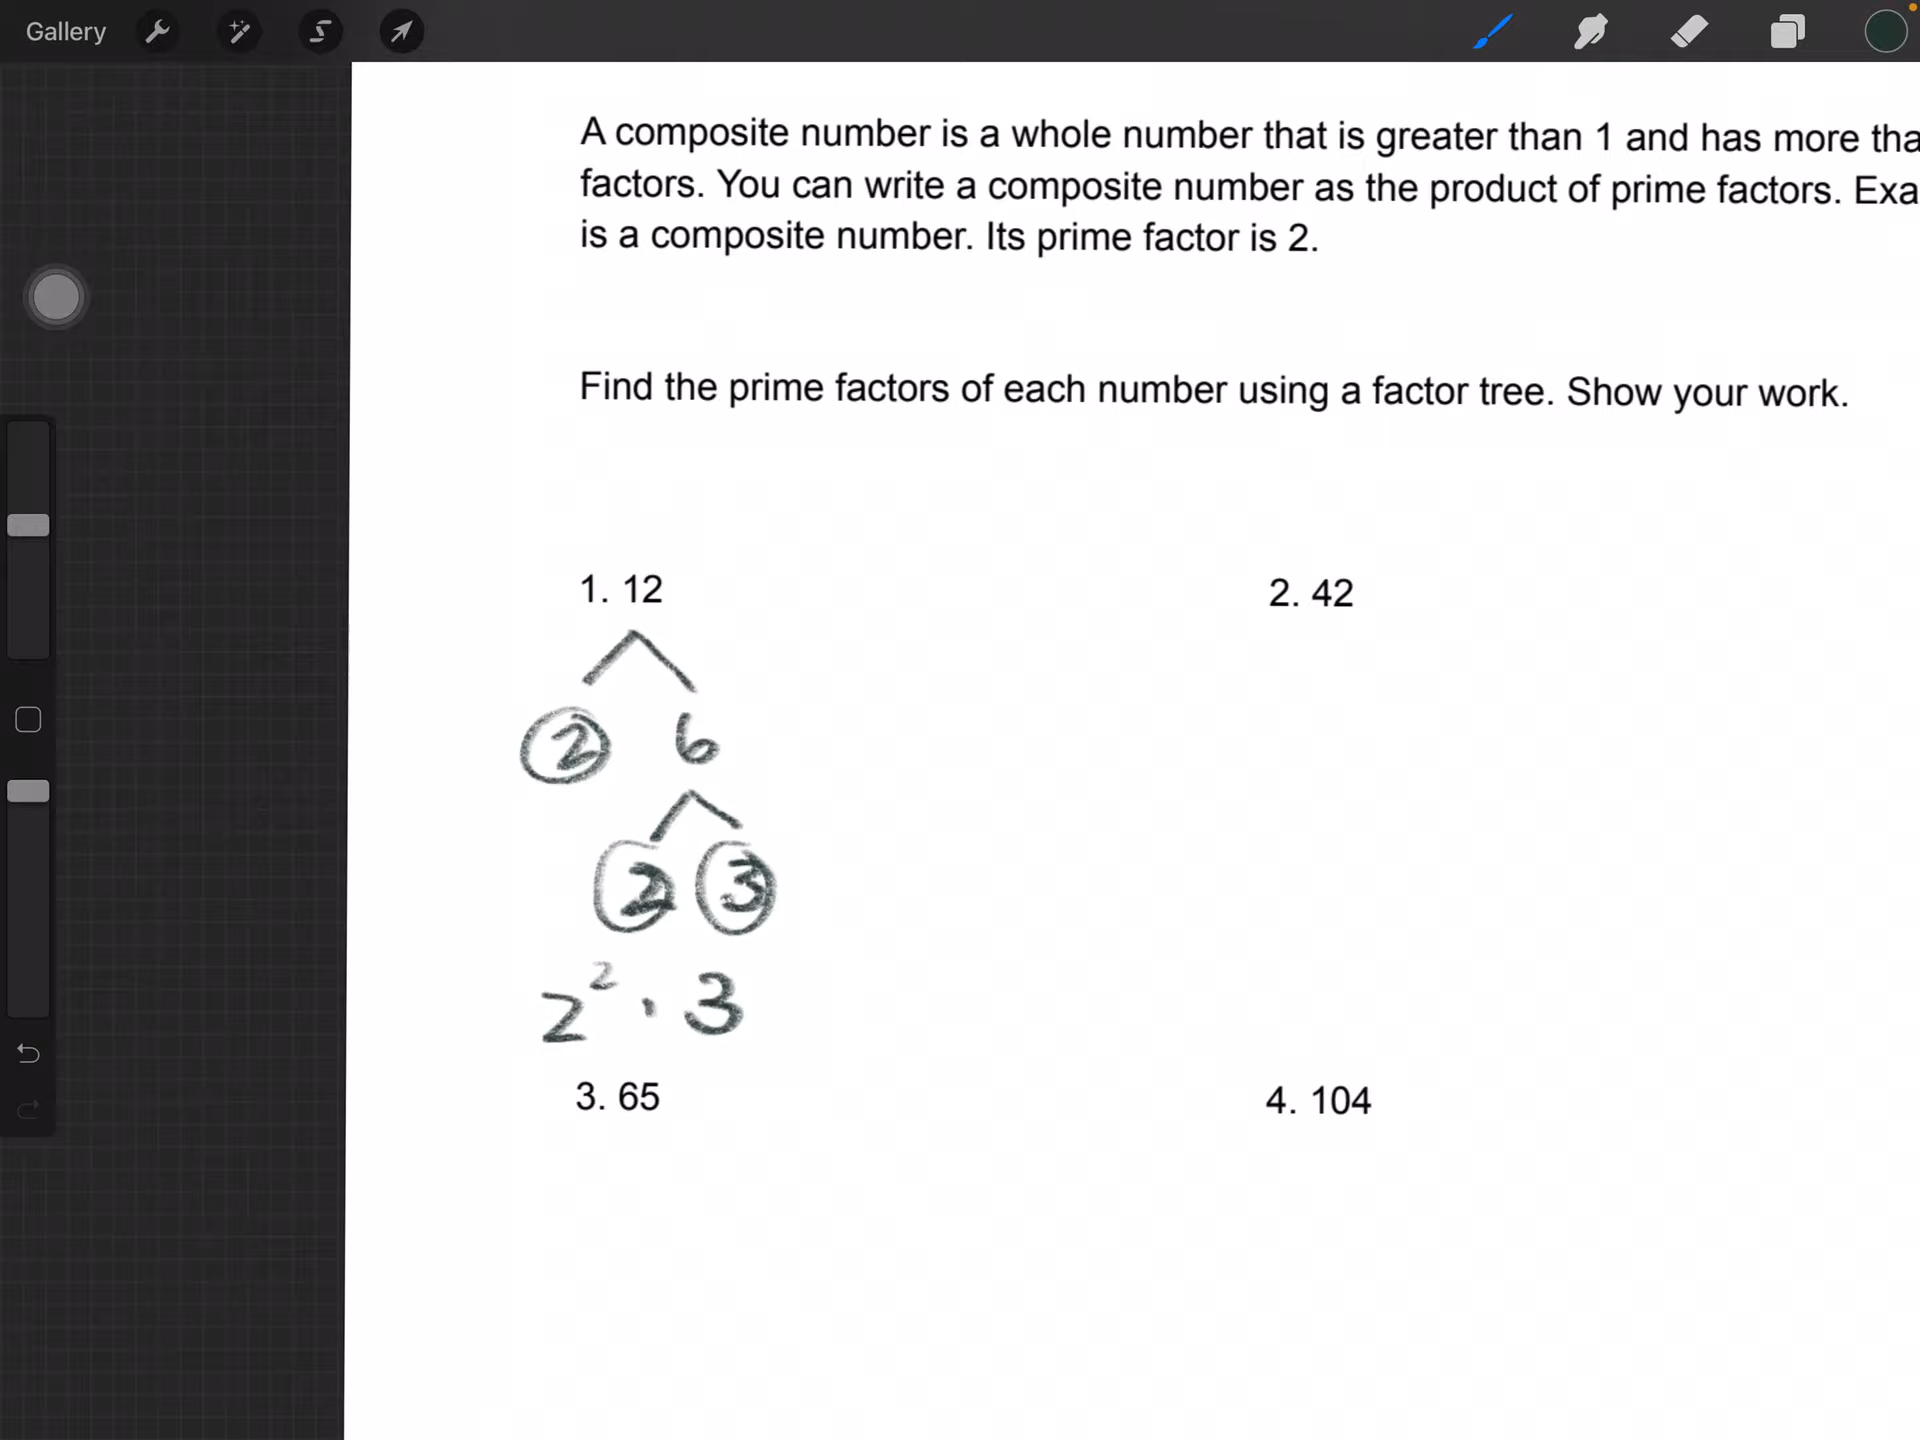 Gallery
A composite number is a whole number that is greater than 1 and has more tha
factors. You can write a composite number as the product of prime factors. Exa
is a composite number. Its prime factor is 2.
Find the prime factors of each number using a factor tree. Show your work.
1. 12
2. 42
2 6
2 3
2² · 3
3. 65
4. 104